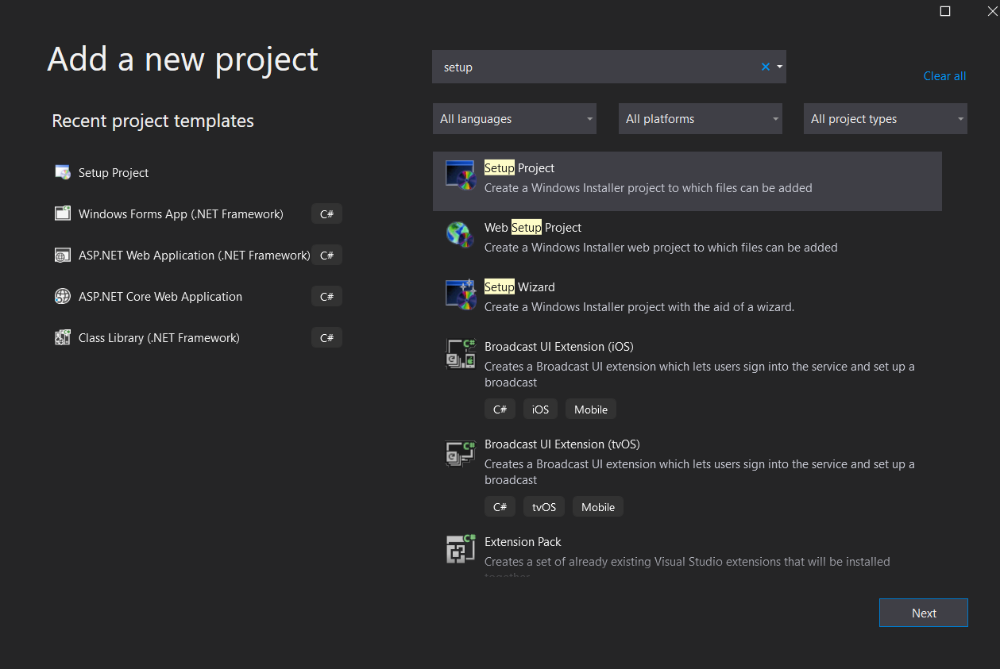 Add a new project
setup
Clear all
Recent project templates
All languages
All platforms
All project types
Setup Project
Windows Forms App (.NET Framework) C#
ASP.NET Web Application (.NET Framework) C#
ASP.NET Core Web Application C#
Class Library (.NET Framework) C#
Setup Project
Create a Windows Installer project to which files can be added
Web Setup Project
Create a Windows Installer web project to which files can be added
Setup Wizard
Create a Windows Installer project with the aid of a wizard.
Broadcast UI Extension (iOS)
Creates a Broadcast UI extension which lets users sign into the service and set up a
broadcast
C# iOS Mobile
Broadcast UI Extension (tvOS)
Creates a Broadcast UI extension which lets users sign into the service and set up a
broadcast
C# tvOS Mobile
Extension Pack
Creates a set of already existing Visual Studio extensions that will be installed
together
Next